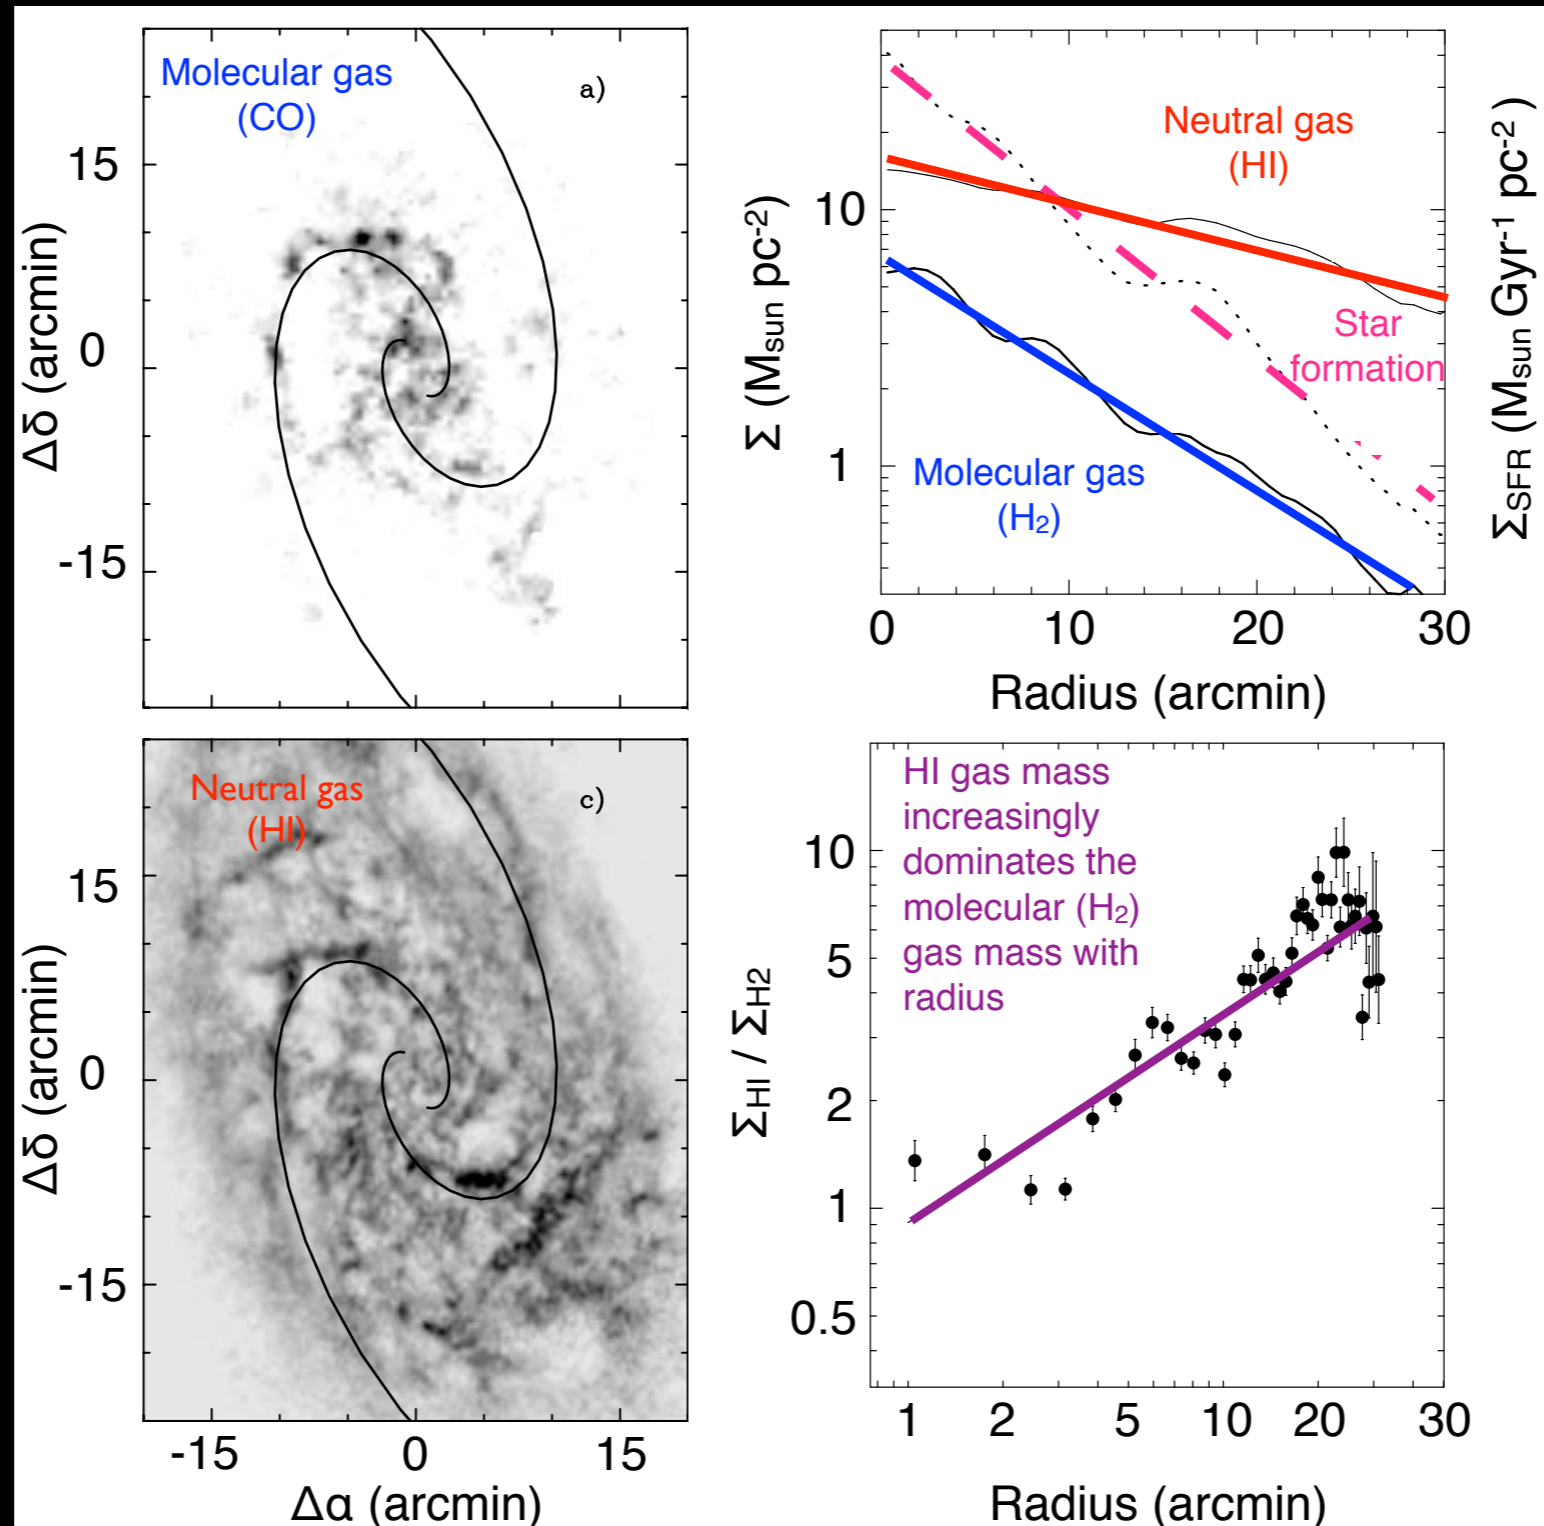 Molecular gas
(CO)
a)
15
0
-15
Δδ (arcmin)
Neutral gas
(HI)
Star
formation
Molecular gas
(H₂)
10
1
Σ (Msun pc⁻²)
ΣSFR (Msun Gyr⁻¹ pc⁻²)
0 10 20 30
Radius (arcmin)
Neutral gas
(HI)
c)
15
0
-15
Δδ (arcmin)
-15 0 15
Δα (arcmin)
HI gas mass
increasingly
dominates the
molecular (H₂)
gas mass with
radius
10
5
2
1
0.5
ΣHI / ΣH2
1 2 5 10 20 30
Radius (arcmin)